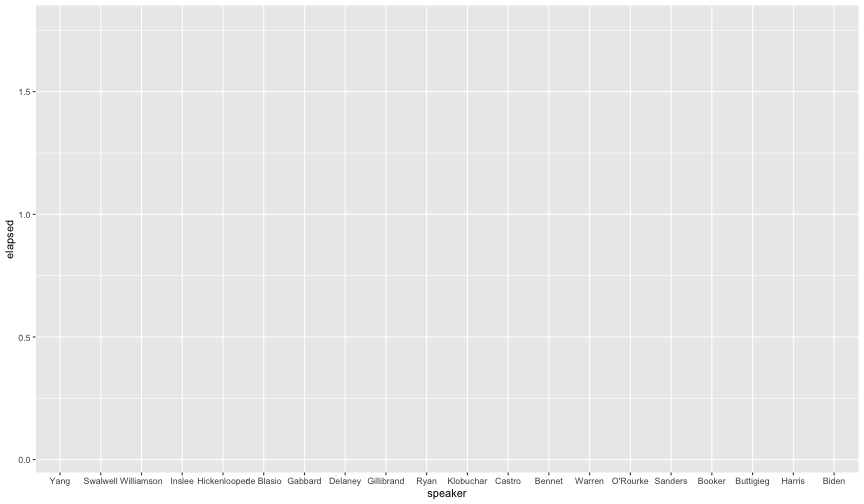 1.5
1.0
0.5
0.0
elapsed
Yang Swalwell Williamson Inslee Hickenlooper de Blasio Gabbard Delaney Gillibrand Ryan Klobuchar Castro Bennet Warren O'Rourke Sanders Booker Buttigieg Harris Biden
speaker